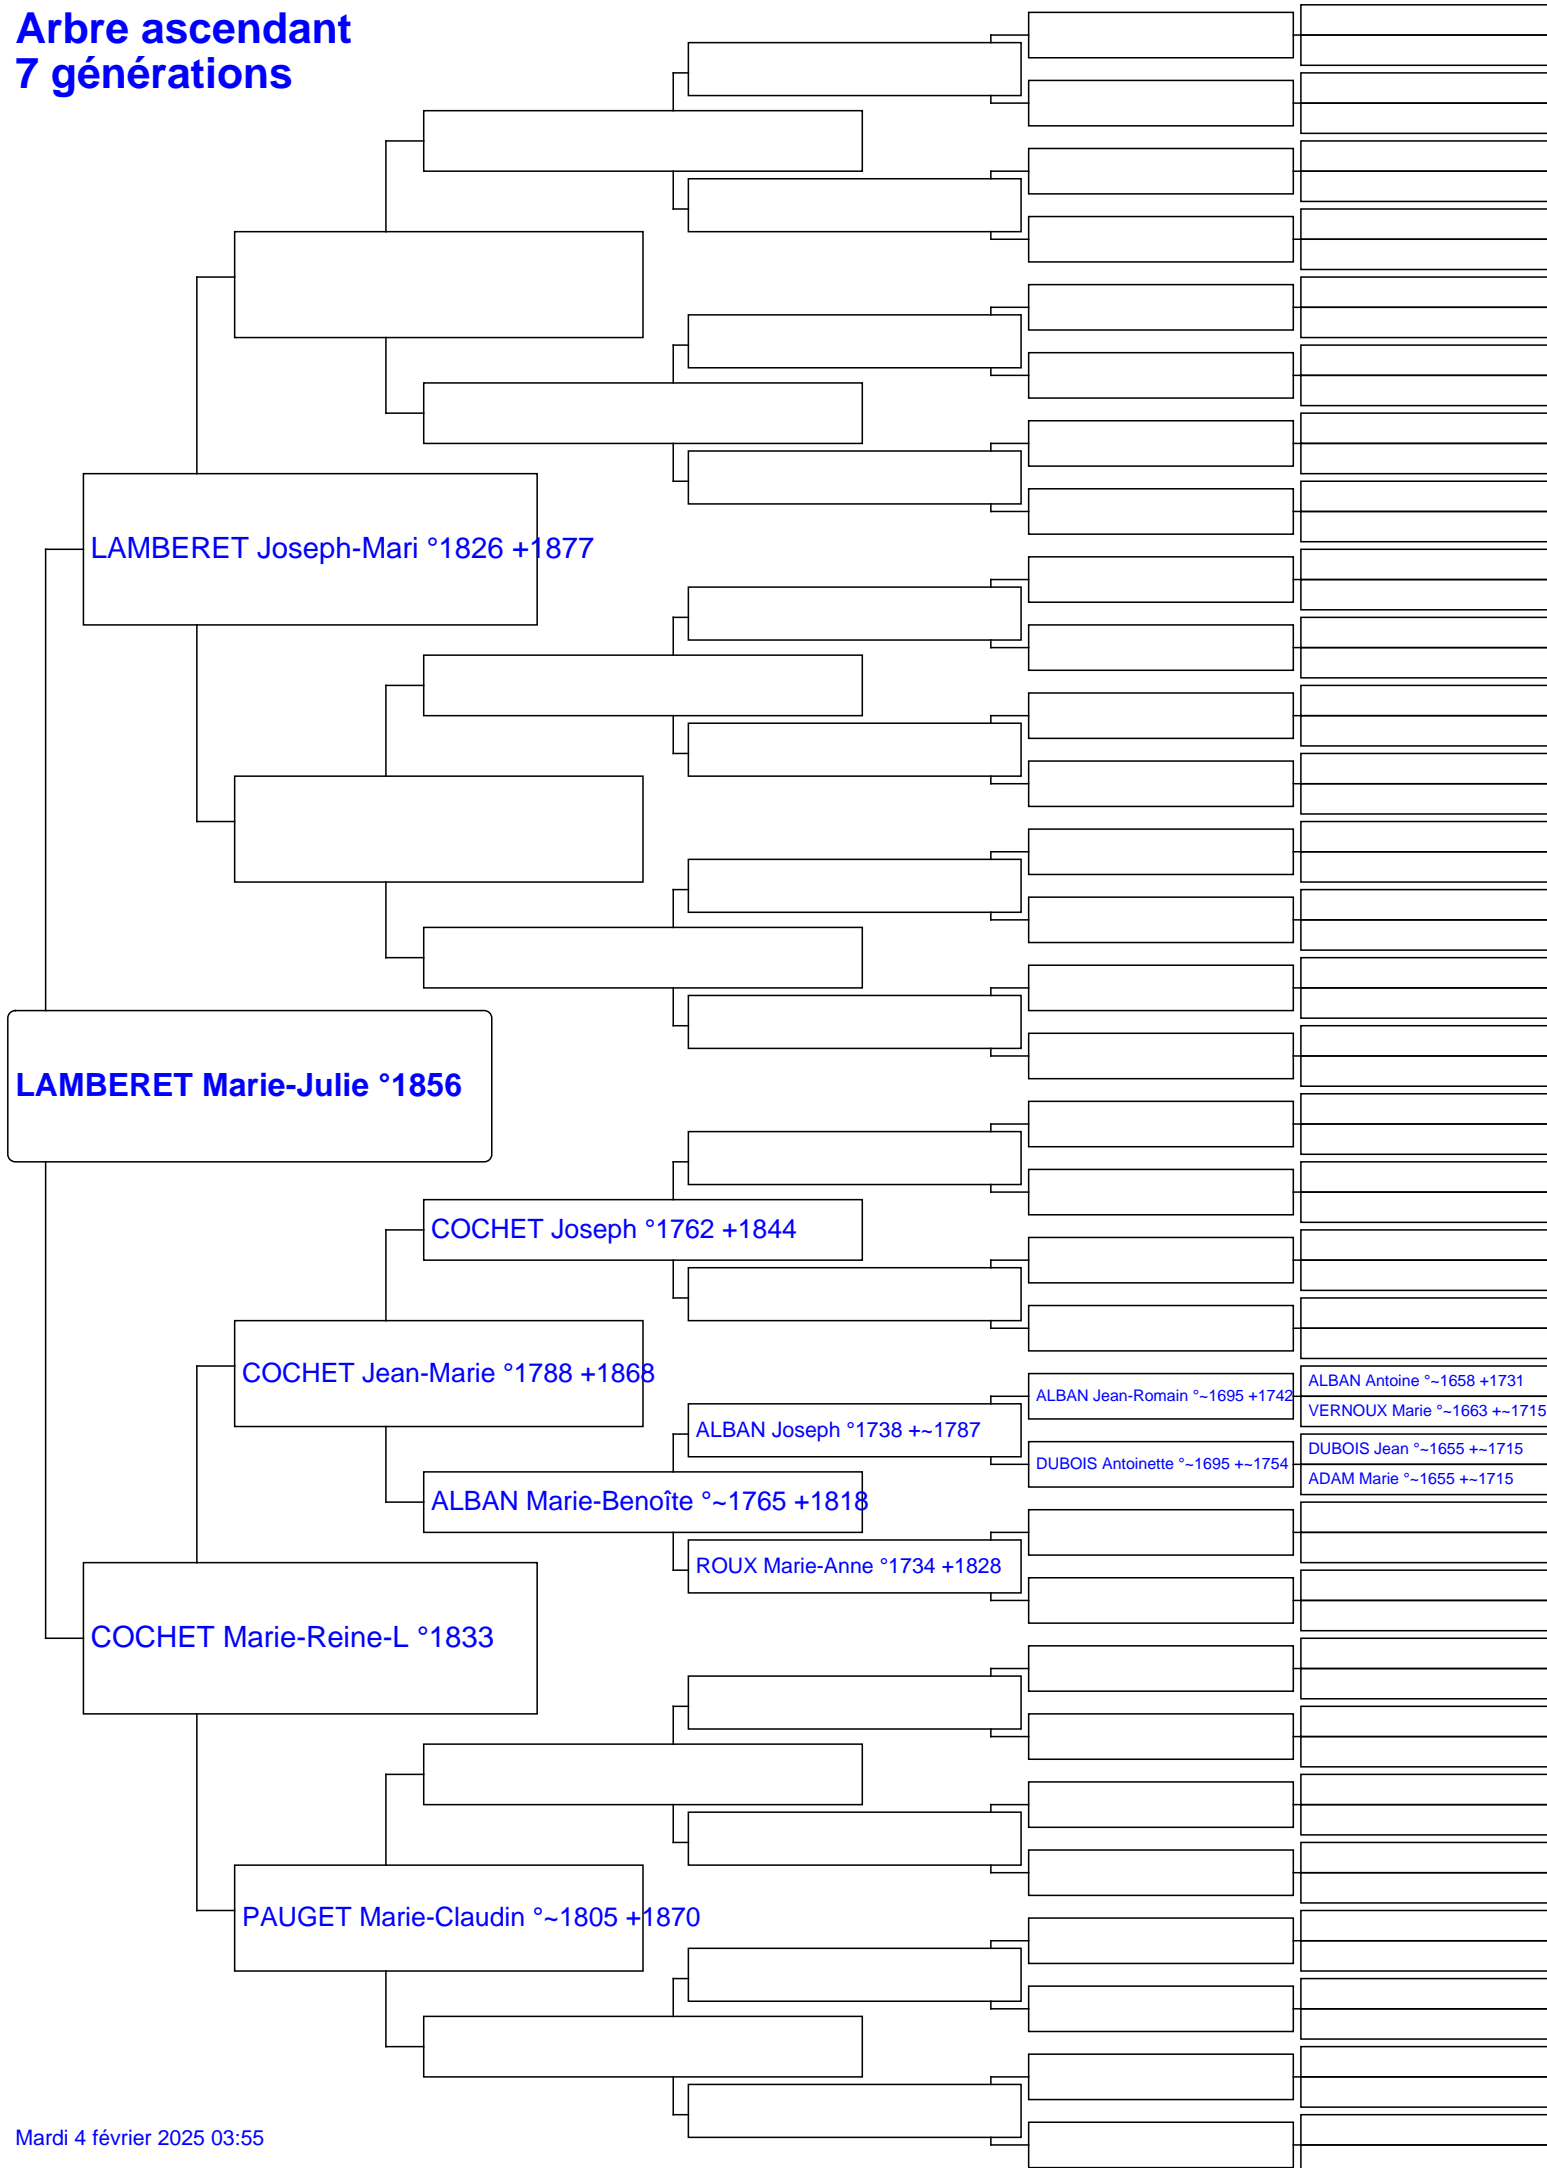 Arbre ascendant
7 générations
LAMBERET Joseph-Mari °1826 +1877
LAMBERET Marie-Julie °1856
COCHET Joseph °1762 +1844
COCHET Jean-Marie °1788 +1868
ALBAN Antoine °~1658 +1731
ALBAN Jean-Romain °~1695 +1742
VERNOUX Marie °~1663 +~1715
ALBAN Joseph °1738 +~1787
DUBOIS Jean °~1655 +~1715
DUBOIS Antoinette °~1695 +~1754
ADAM Marie °~1655 +~1715
ALBAN Marie-Benoîte °~1765 +1818
ROUX Marie-Anne °1734 +1828
COCHET Marie-Reine-L °1833
PAUGET Marie-Claudin °~1805 +1870
Mardi 4 février 2025 03:55